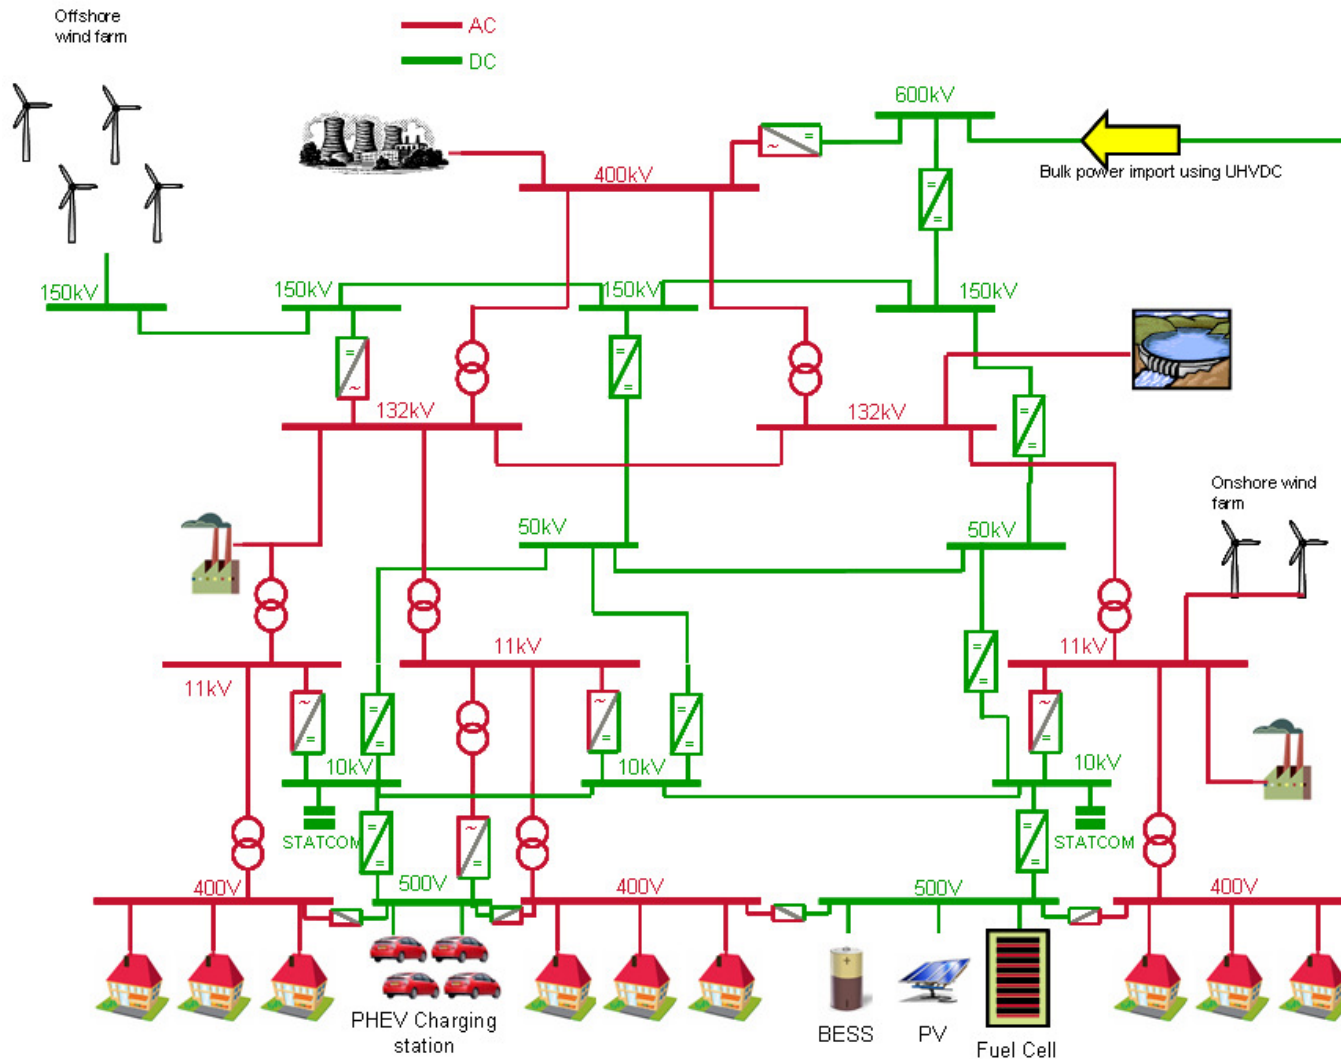 Offshore
wind farm
AC
DC
600kV
400kV
Bulk power import using UHVDC
150kV
150kV
150kV
150kV
=
=
=
~
=
=
132kV
132kV
=
=
Onshore wind
farm
50kV
50kV
=
=
11kV
11kV
11kV
~
=
=
=
~
=
=
=
~
=
10kV
10kV
10kV
STATCOM
=
=
~
=
=
=
STATCOM
400V
500V
400V
500V
400V
+
PHEV Charging
station
BESS
PV
Fuel Cell